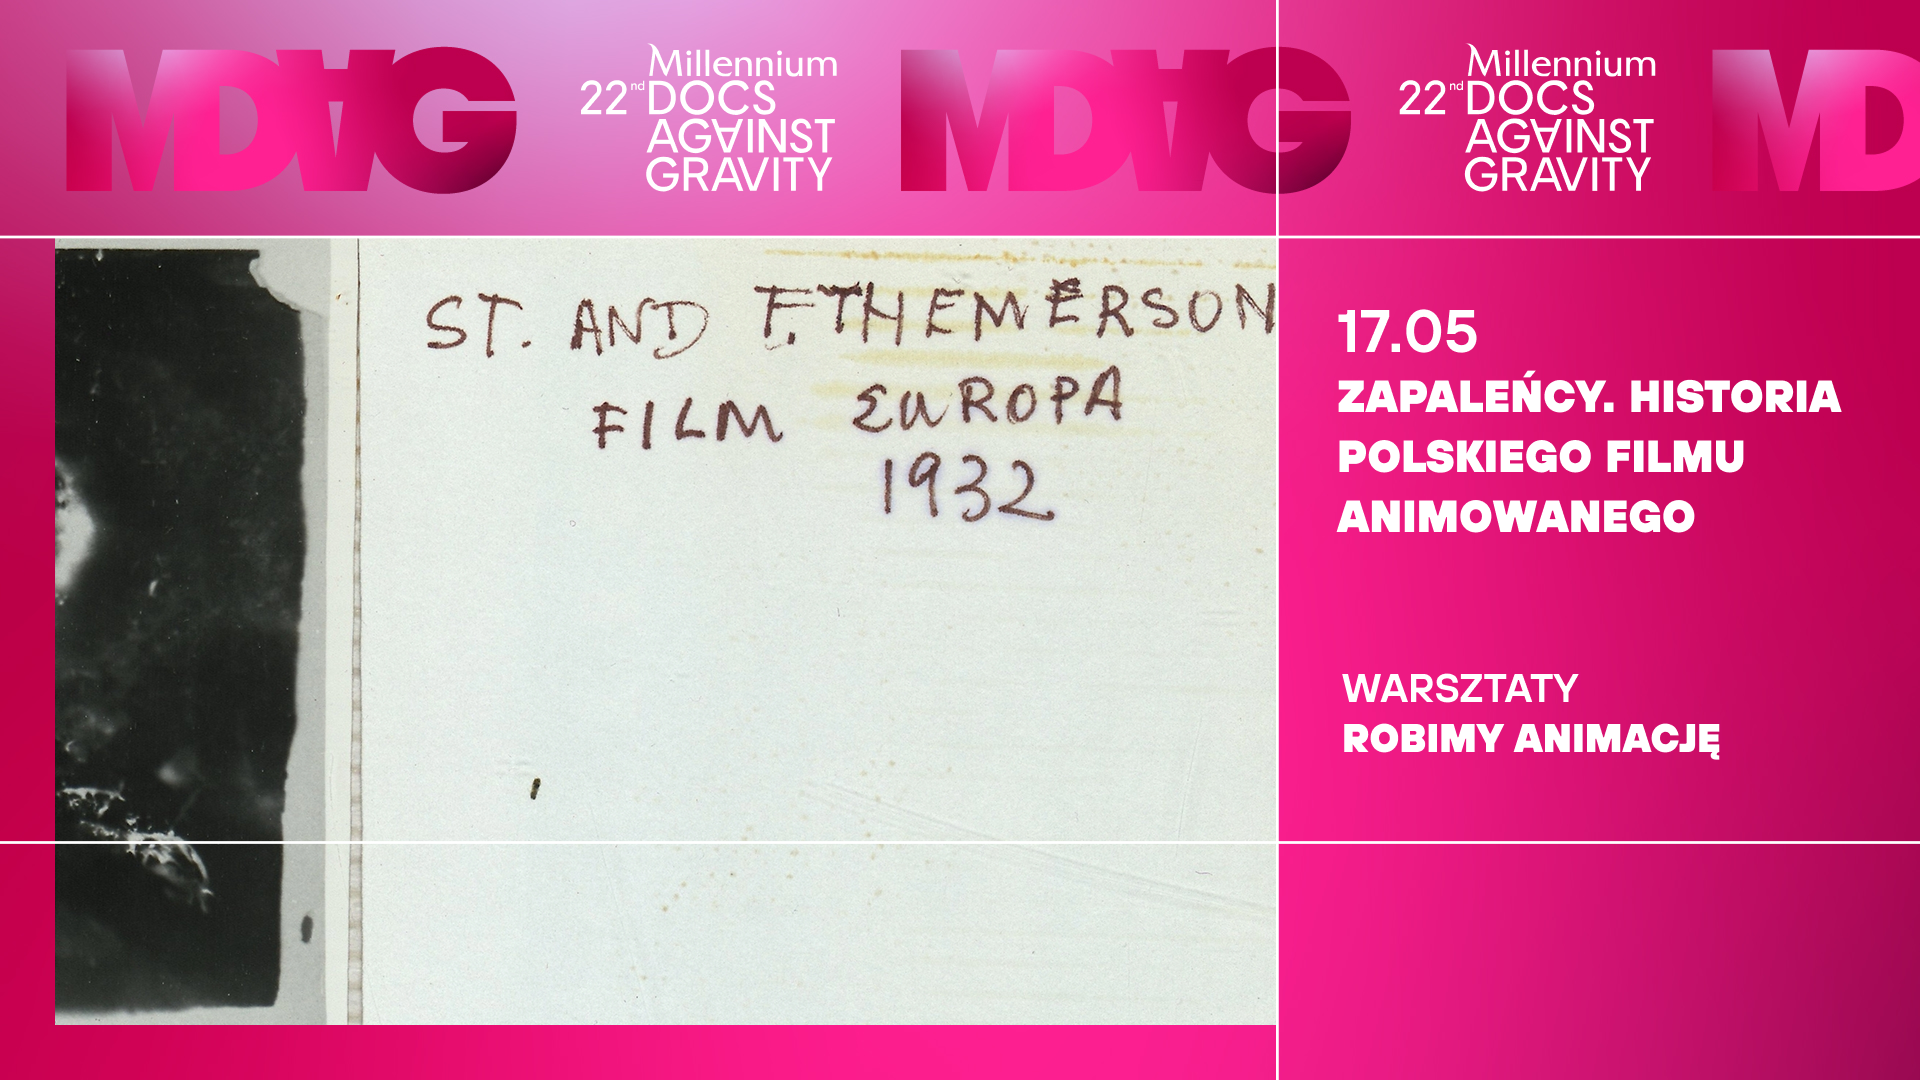 MDAG
Millennium
22nd DOCS
AGAINST
GRAVITY
MDAG
Millennium
22nd DOCS
AGAINST
GRAVITY
MD
ST. AND F. THEMERSON
FILM EUROPA
1932
17.05
ZAPALEŃCY. HISTORIA
POLSKIEGO FILMU
ANIMOWANEGO
WARSZTATY
ROBIMY ANIMACJĘ